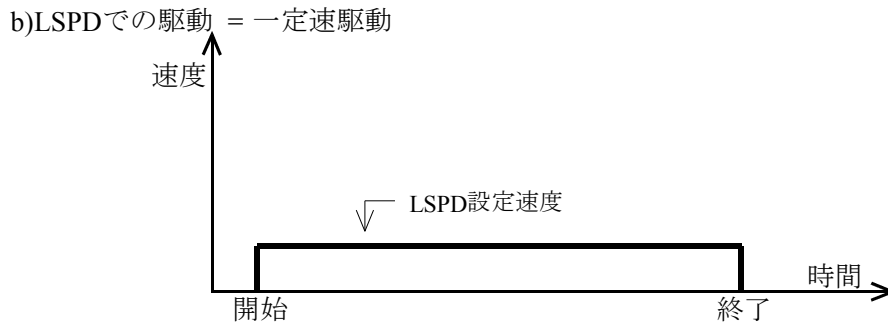 b)LSPDでの駆動 = 一定速駆動
速度
LSPD設定速度
時間
開始
終了